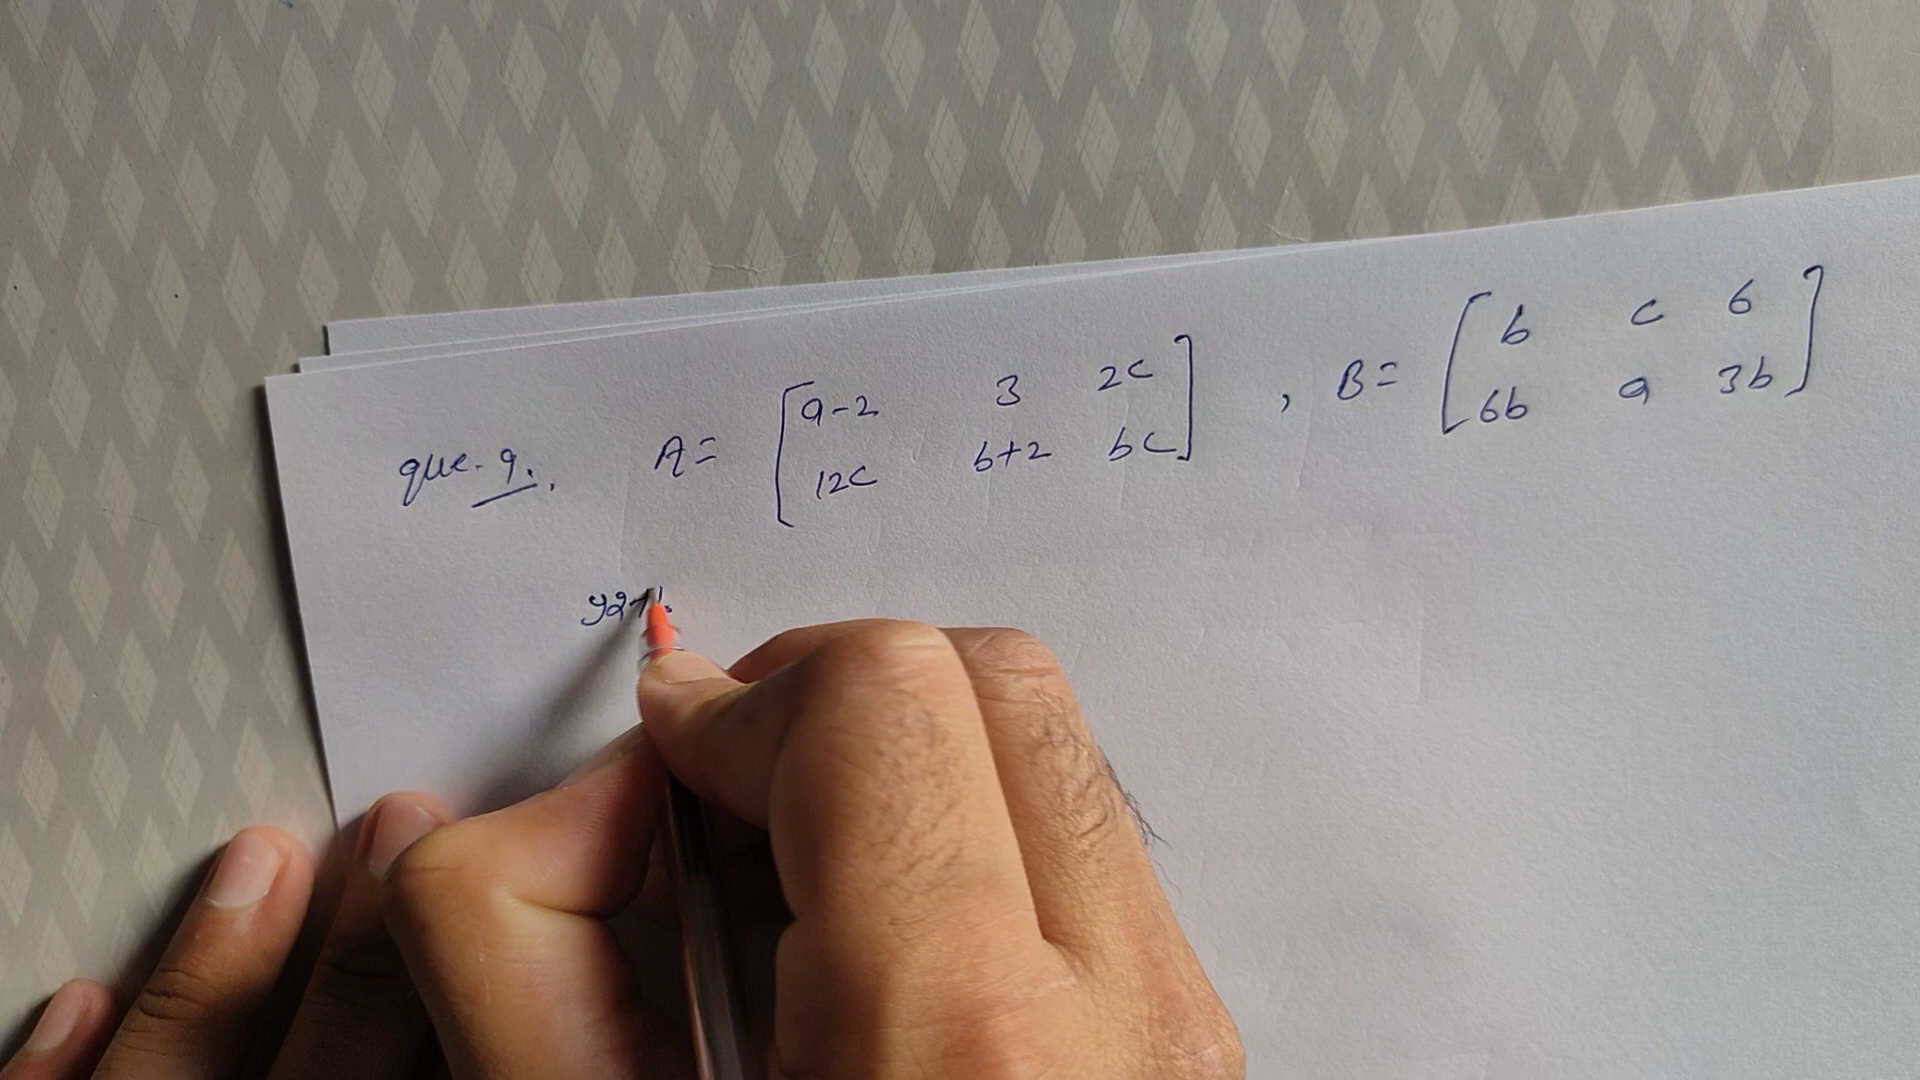 que. 9. A = [ a-2 3 2c ] , B = [ b c 6 ]
[ 12c b+2 bc ] [ 6b a 3b ]